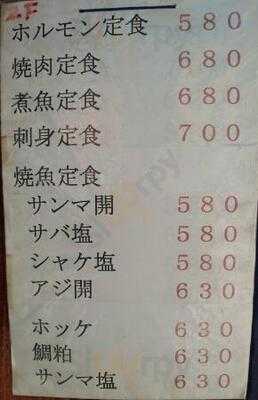 ホルモン定食 580
焼肉定食 680
煮魚定食 680
刺身定食 700
焼魚定食
サンマ開 580
サバ塩 580
シャケ塩 580
アジ開 630
ホッケ 630
鯛粕 630
サンマ塩 630